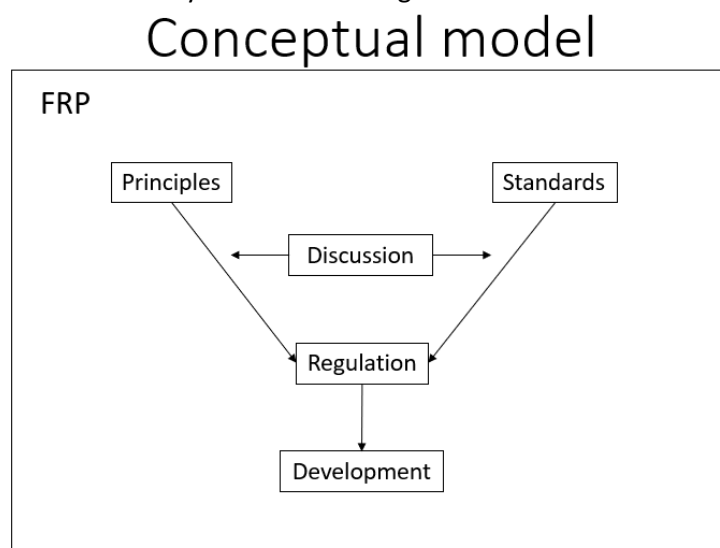 Conceptual model
FRP
Principles
Standards
Discussion
Regulation
Development